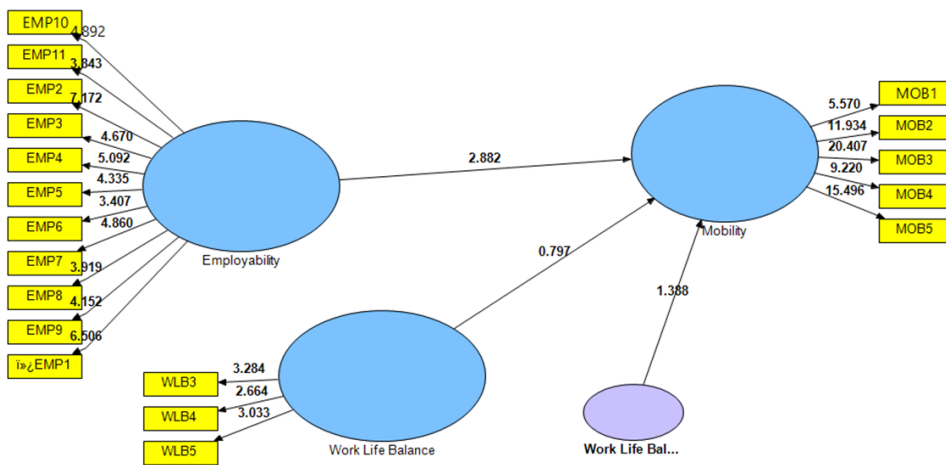 EMP10
4.892
EMP11
3.843
EMP2
7.172
EMP3
4.670
EMP4
5.092
EMP5
4.335
EMP6
3.407
EMP7
4.860
EMP8
3.919
EMP9
4.152
ï»¿EMP1
6.506
Employability
2.882
MOB1
5.570
MOB2
11.934
MOB3
20.407
MOB4
9.220
MOB5
15.496
Mobility
0.797
1.388
WLB3
3.284
WLB4
2.664
WLB5
3.033
Work Life Balance
Work Life Bal...